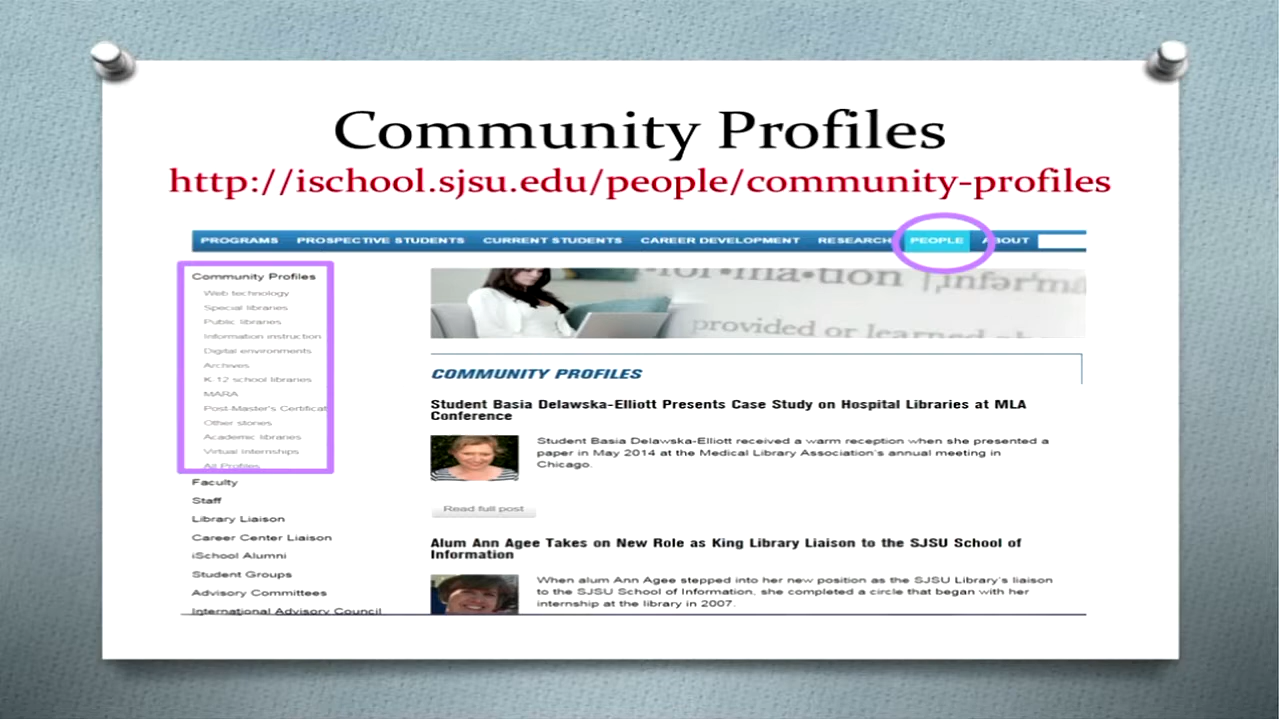 Community Profiles
http://ischool.sjsu.edu/people/community-profiles
PROGRAMS PROSPECTIVE STUDENTS CURRENT STUDENTS CAREER DEVELOPMENT RESEARCH PEOPLE ABOUT
Community Profiles
Web technology
Special libraries
Public libraries
Information instruction
Digital environments
Archives
K-12 school libraries
MARA
Post-Master's Certificat
Other stories
Academic libraries
Virtual Internships
All Profiles
Faculty
Staff
Library Liaison
Career Center Liaison
iSchool Alumni
Student Groups
Advisory Committees
International Advisory Council
provided or learned
COMMUNITY PROFILES
Student Basia Delawska-Elliott Presents Case Study on Hospital Libraries at MLA
Conference
Student Basia Delawska-Elliott received a warm reception when she presented a
paper in May 2014 at the Medical Library Association's annual meeting in
Chicago.
Read full post
Alum Ann Agee Takes on New Role as King Library Liaison to the SJSU School of
Information
When alum Ann Agee stepped into her new position as the SJSU Library's liaison
to the SJSU School of Information, she completed a circle that began with her
internship at the library in 2007.